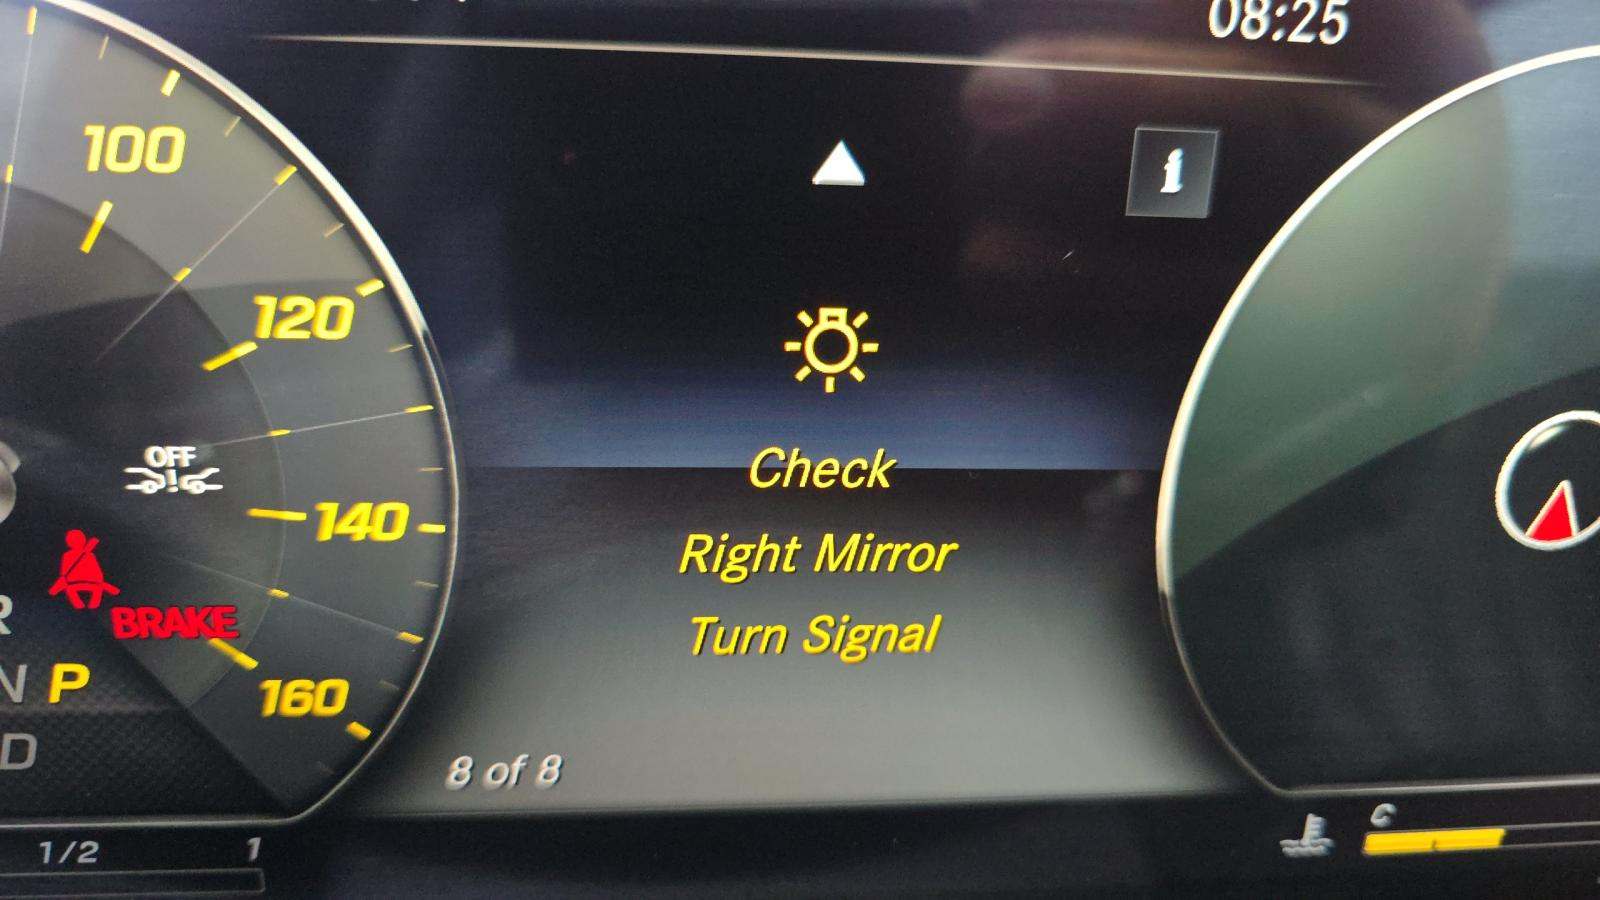 08:25
i
100
120
OFF
Check
140
Right Mirror
BRAKE
R
Turn Signal
N P
160
D
8 of 8
1/2 1
C